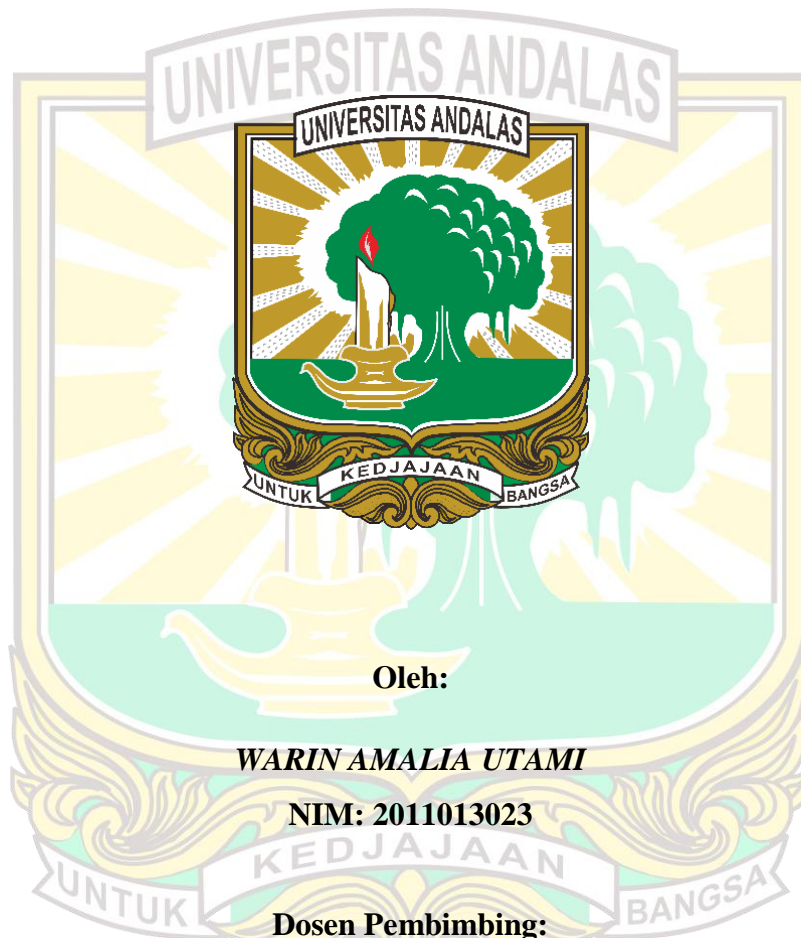 UNIVERSITAS ANDALAS
UNIVERSITAS ANDALAS
KEDJAJAAN
UNTUK BANGSA
Oleh:
WARIN AMALIA UTAMI
NIM: 2011013023
KEDJAJAAN
UNTUK BANGSA
Dosen Pembimbing: